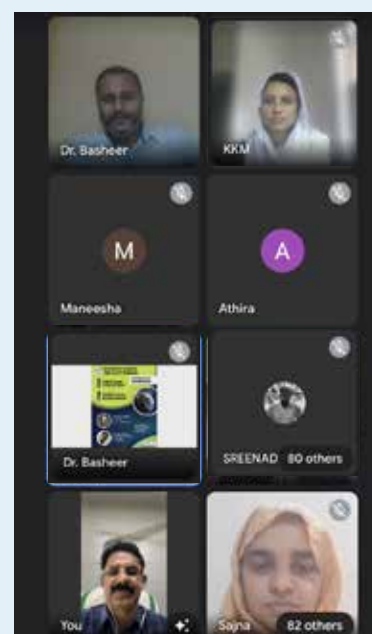 Dr. Basheer
KKM
M
A
Maneesha
Athira
Dr. Basheer
SREENAD 80 others
You
Sajna 82 others